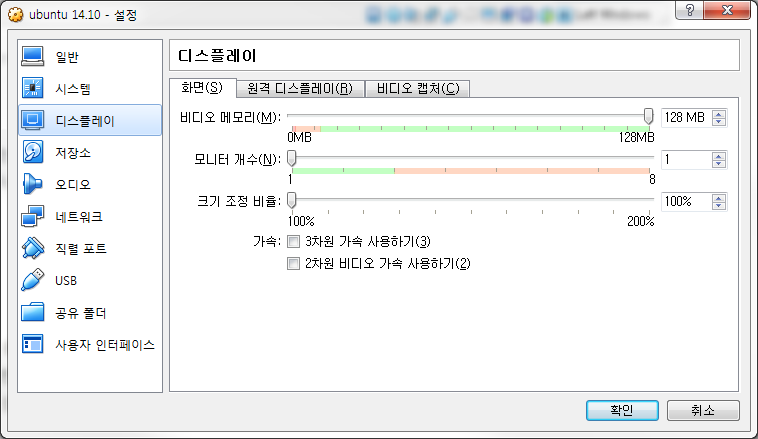 ubuntu 14.10 - 설정
일반
시스템
디스플레이
저장소
오디오
네트워크
직렬 포트
USB
공유 폴더
사용자 인터페이스
디스플레이
화면(S) 원격 디스플레이(R) 비디오 캡처(C)
비디오 메모리(M): 128 MB
0MB 128MB
모니터 개수(N): 1
1 8
크기 조정 비율: 100%
100% 200%
가속: 3차원 가속 사용하기(3)
2차원 비디오 가속 사용하기(2)
확인 취소